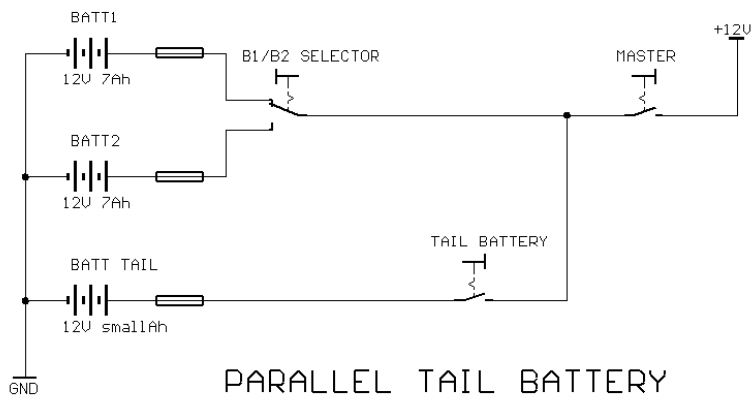 BATT1
12V 7Ah
B1/B2 SELECTOR
MASTER
+12V
BATT2
12V 7Ah
TAIL BATTERY
BATT TAIL
12V smallAh
GND
PARALLEL TAIL BATTERY